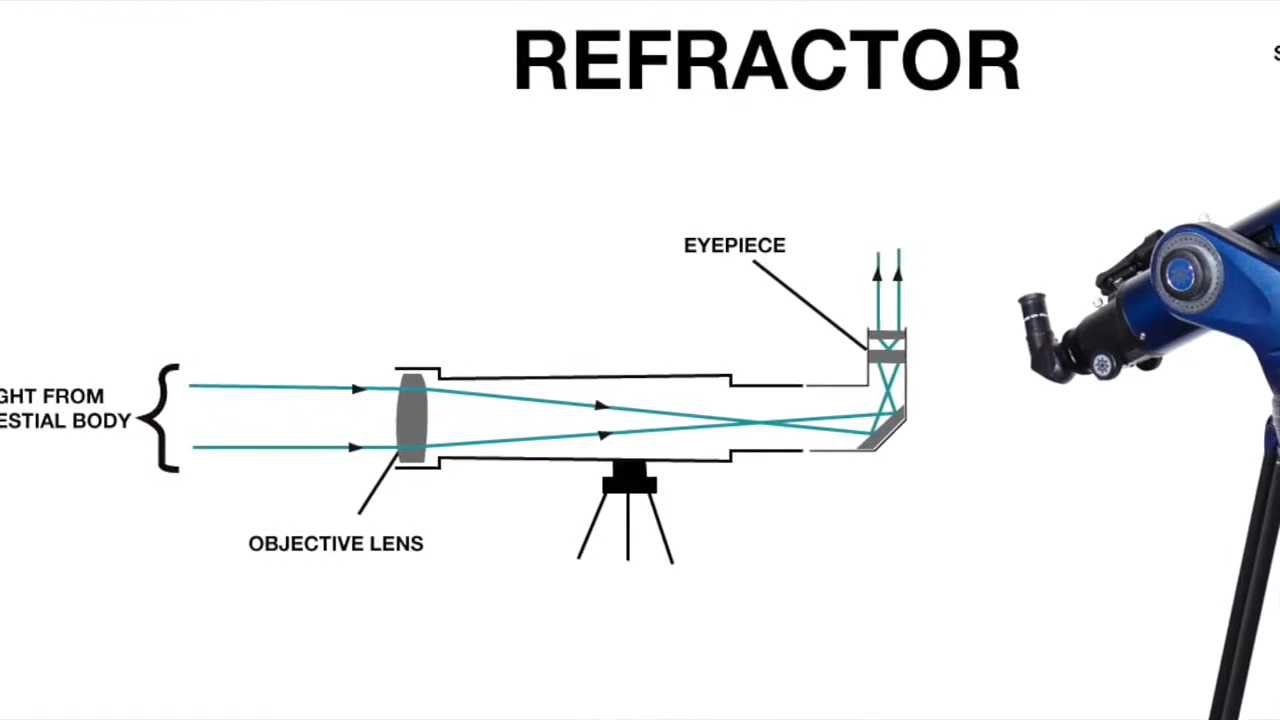 REFRACTOR
S
EYEPIECE
GHT FROM
ESTIAL BODY
OBJECTIVE LENS